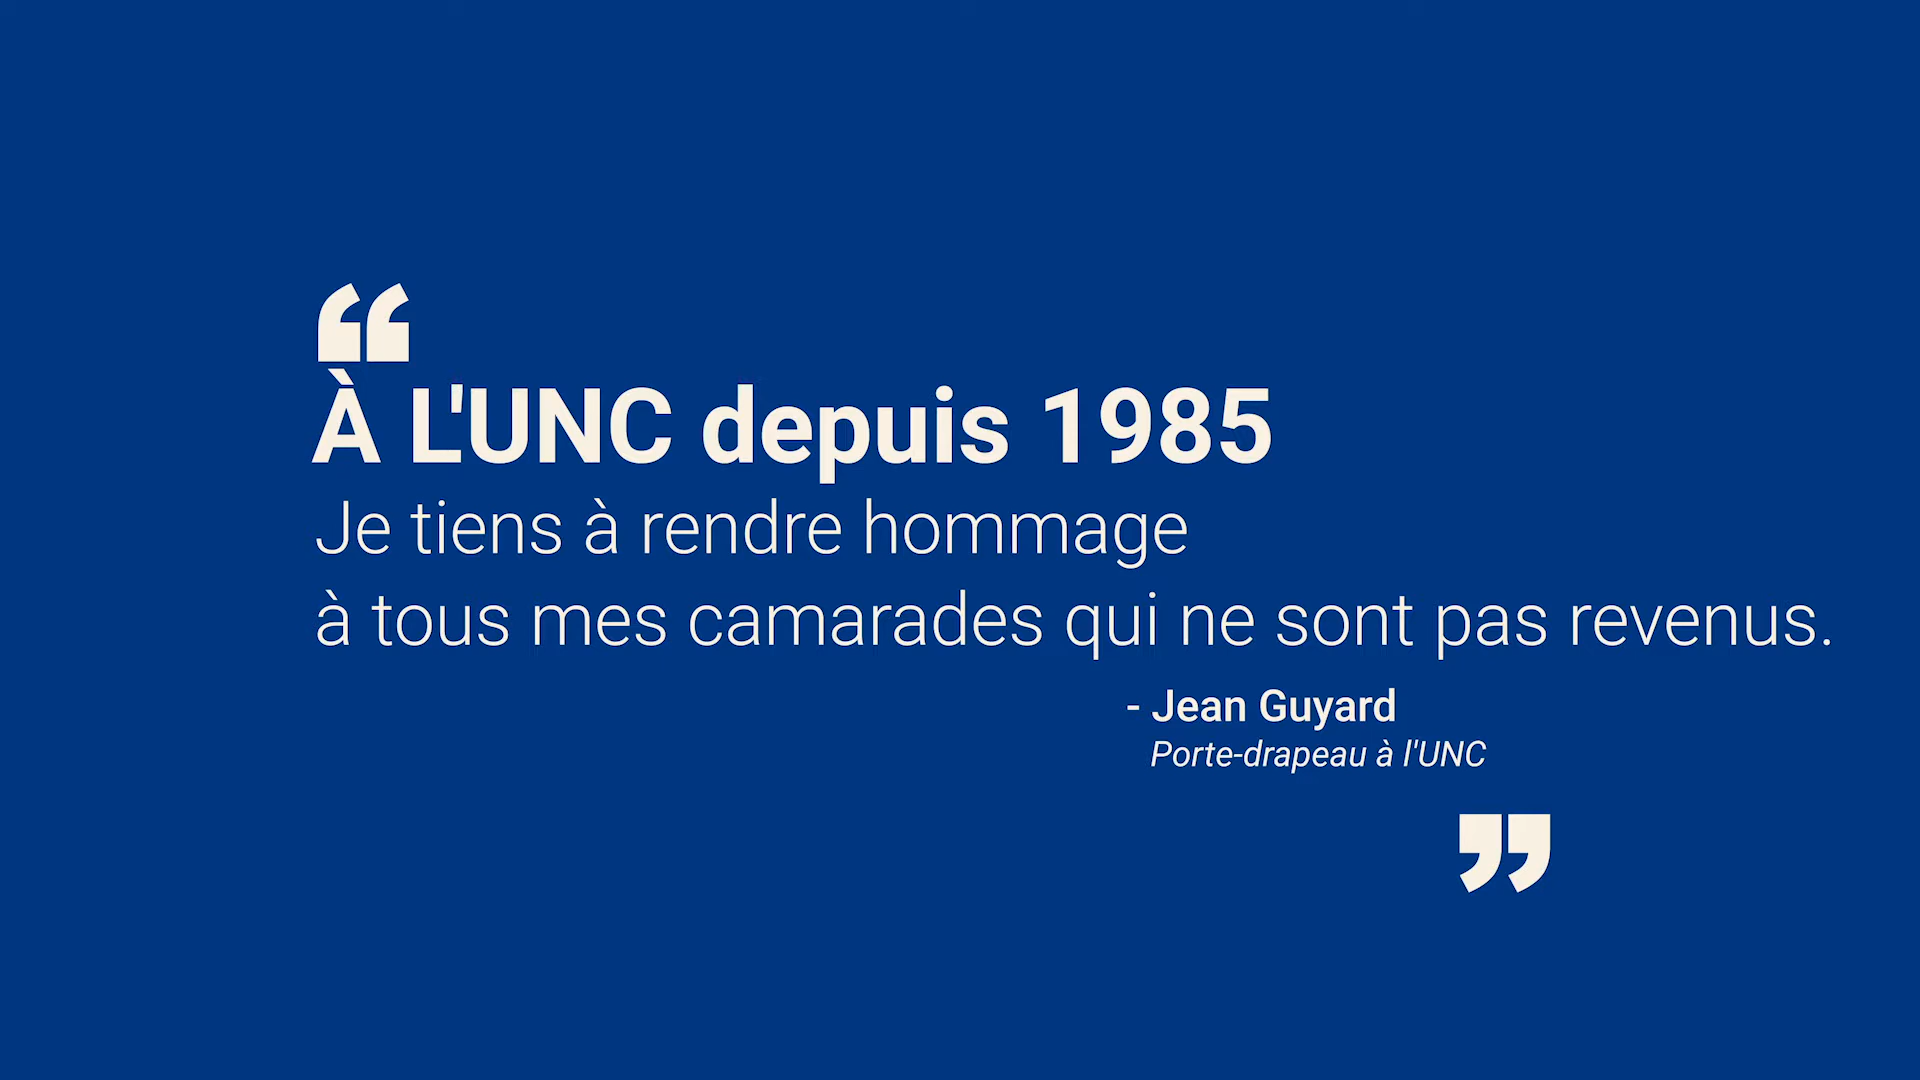 “
À L'UNC depuis 1985
Je tiens à rendre hommage
à tous mes camarades qui ne sont pas revenus.
- Jean Guyard
Porte-drapeau à l'UNC
”